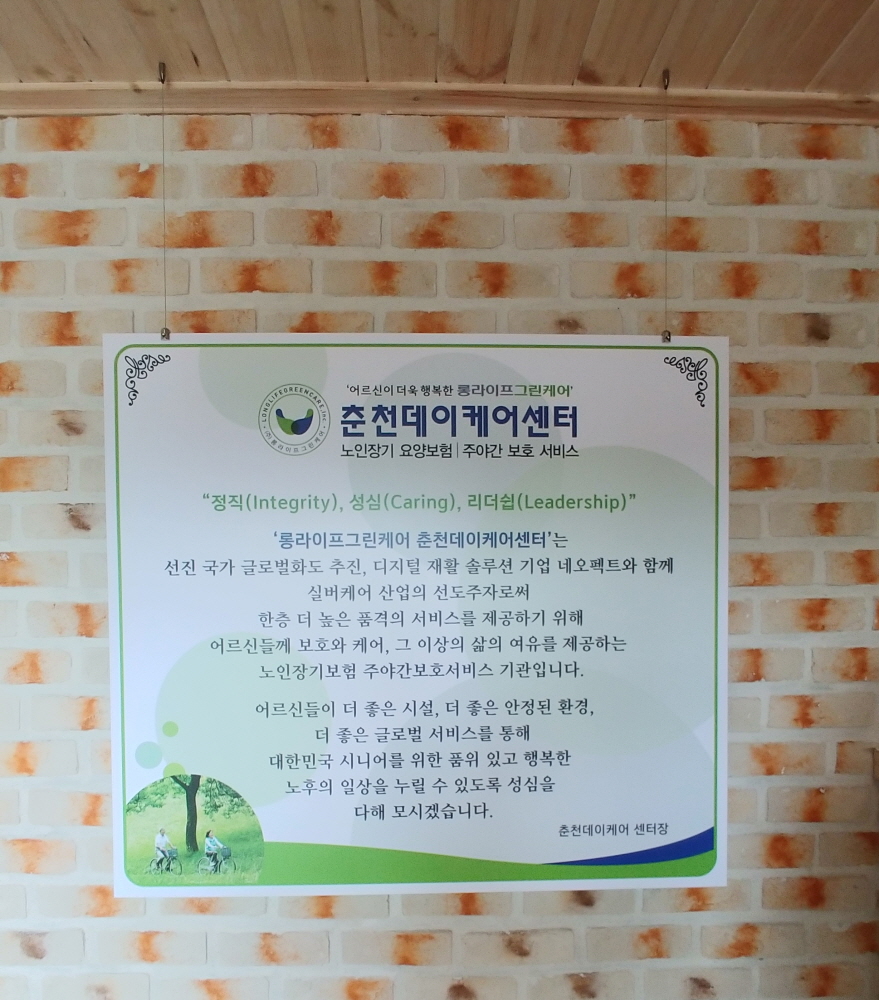 LONGLIFEGREENCARE, Inc
(주)롱라이프그린케어
'어르신이 더욱 행복한 롱라이프그린케어'
춘천데이케어센터
노인장기 요양보험 | 주야간 보호 서비스
“정직(Integrity), 성심(Caring), 리더쉽(Leadership)”
‘롱라이프그린케어 춘천데이케어센터’는
선진 국가 글로벌화도 추진, 디지털 재활 솔루션 기업 네오펙트와 함께
실버케어 산업의 선도주자로써
한층 더 높은 품격의 서비스를 제공하기 위해
어르신들께 보호와 케어, 그 이상의 삶의 여유를 제공하는
노인장기보험 주야간보호서비스 기관입니다.
어르신들이 더 좋은 시설, 더 좋은 안정된 환경,
더 좋은 글로벌 서비스를 통해
대한민국 시니어를 위한 품위 있고 행복한
노후의 일상을 누릴 수 있도록 성심을
다해 모시겠습니다.
춘천데이케어 센터장